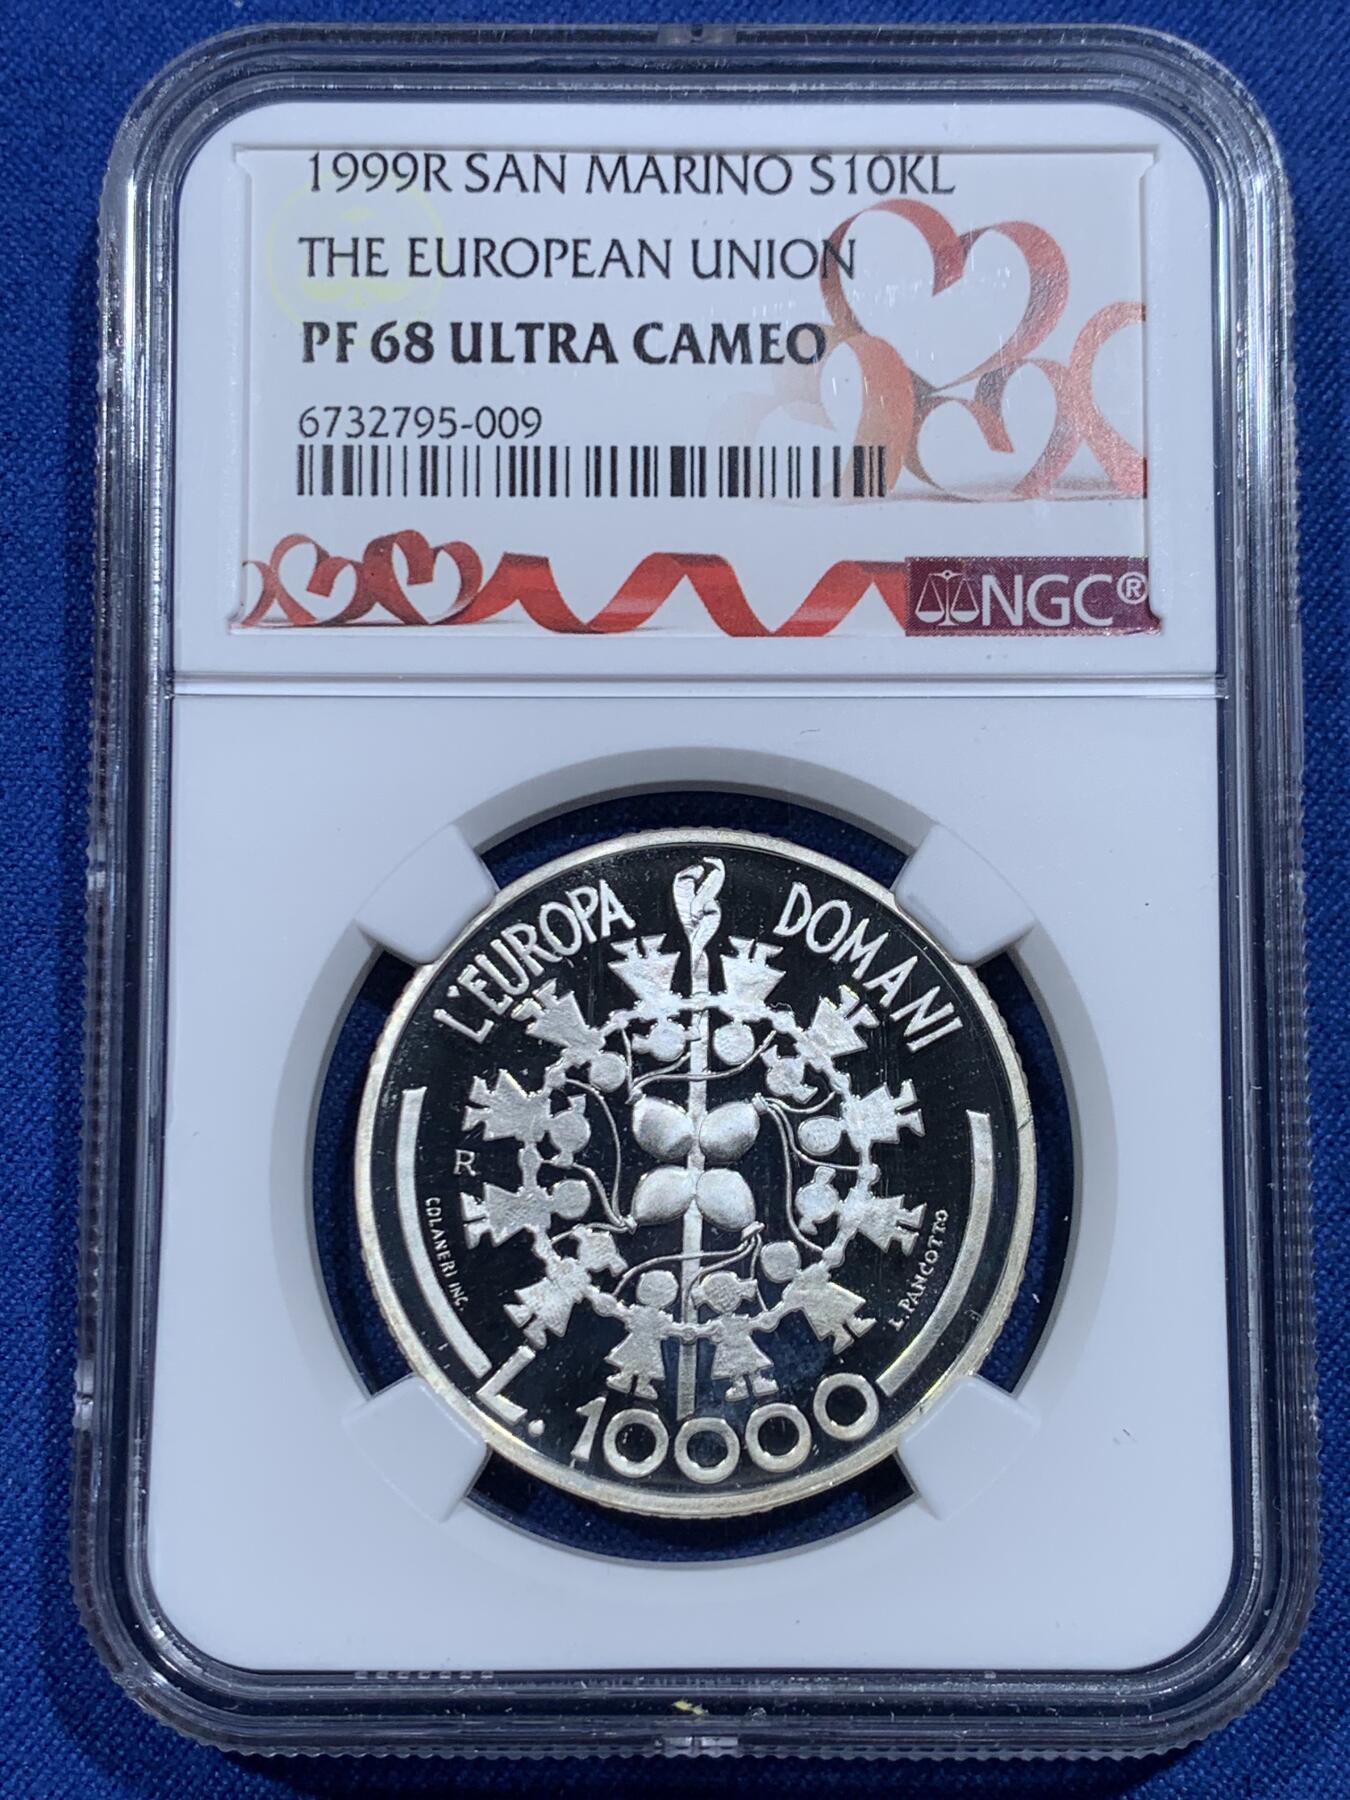 1999R SAN MARINO S10KL
THE EUROPEAN UNION
PF 68 ULTRA CAMEO
6732795-009
NGC®
L'EUROPA DOMANI
R
COLANERI INC.
L. PANCOTTO
L. 10000